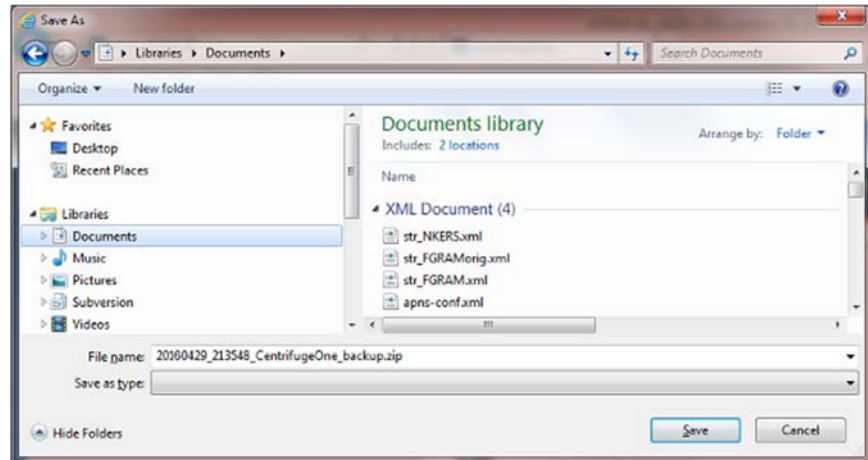 Save As
Libraries Documents
Search Documents
Organize New folder
Favorites
Desktop
Recent Places
Libraries
Documents
Music
Pictures
Subversion
Videos
Documents library
Includes: 2 locations
Arrange by: Folder
Name
XML Document (4)
str_NKERS.xml
str_FGRAMorig.xml
str_FGRAM.xml
apns-conf.xml
File name: 20160429_213548_CentrifugeOne_backup.zip
Save as type:
Hide Folders
Save Cancel